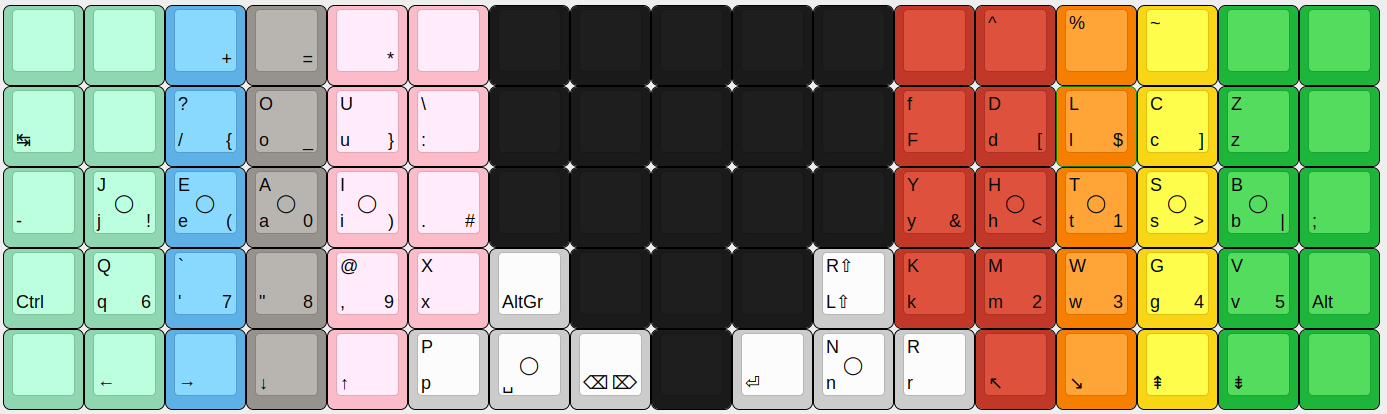 ^ % ~
+ = *
? O U \ f D L C Z
↹ / { o _ u } : F d [ l $ c ] z
J E A I Y H T S B
- j ! e ( a 0 i ) . # y & h < t 1 s > b | ;
Q ` @ X R⇧ K M W G V
Ctrl q 6 ' 7 " 8 , 9 x AltGr L⇧ k m 2 w 3 g 4 v 5 Alt
P N R
← → ↓ ↑ p ␣ ⌫ ⌦ ⏎ n r ↖ ↘ ⇞ ⇟